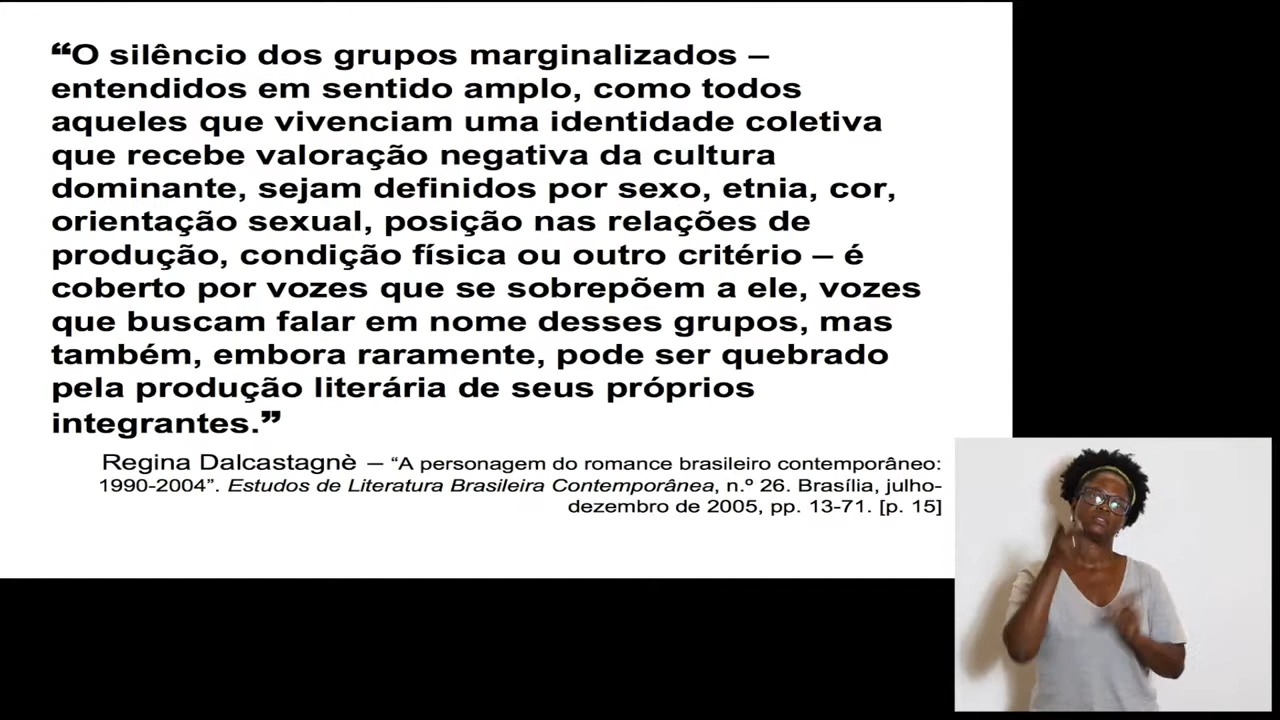 ❝O silêncio dos grupos marginalizados –
entendidos em sentido amplo, como todos
aqueles que vivenciam uma identidade coletiva
que recebe valoração negativa da cultura
dominante, sejam definidos por sexo, etnia, cor,
orientação sexual, posição nas relações de
produção, condição física ou outro critério – é
coberto por vozes que se sobrepõem a ele, vozes
que buscam falar em nome desses grupos, mas
também, embora raramente, pode ser quebrado
pela produção literária de seus próprios
integrantes.❞
Regina Dalcastagnè – “A personagem do romance brasileiro contemporâneo:
1990-2004”. Estudos de Literatura Brasileira Contemporânea, n.º 26. Brasília, julho-
dezembro de 2005, pp. 13-71. [p. 15]